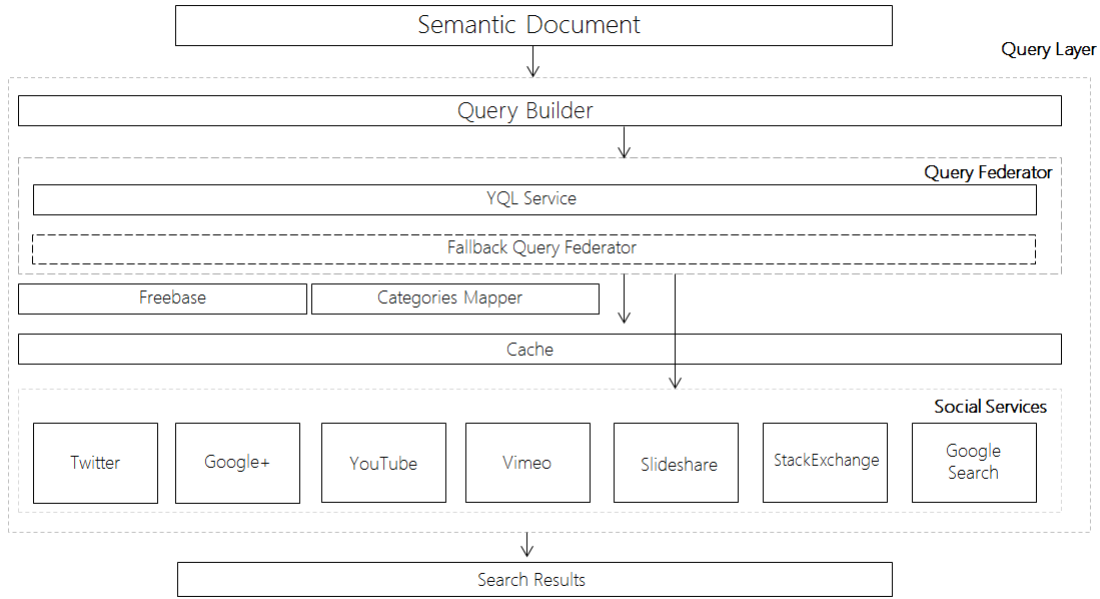 Semantic Document
Query Layer
Query Builder
Query Federator
YQL Service
Fallback Query Federator
Freebase
Categories Mapper
Cache
Social Services
Twitter
Google+
YouTube
Vimeo
Slideshare
StackExchange
Google
Search
Search Results